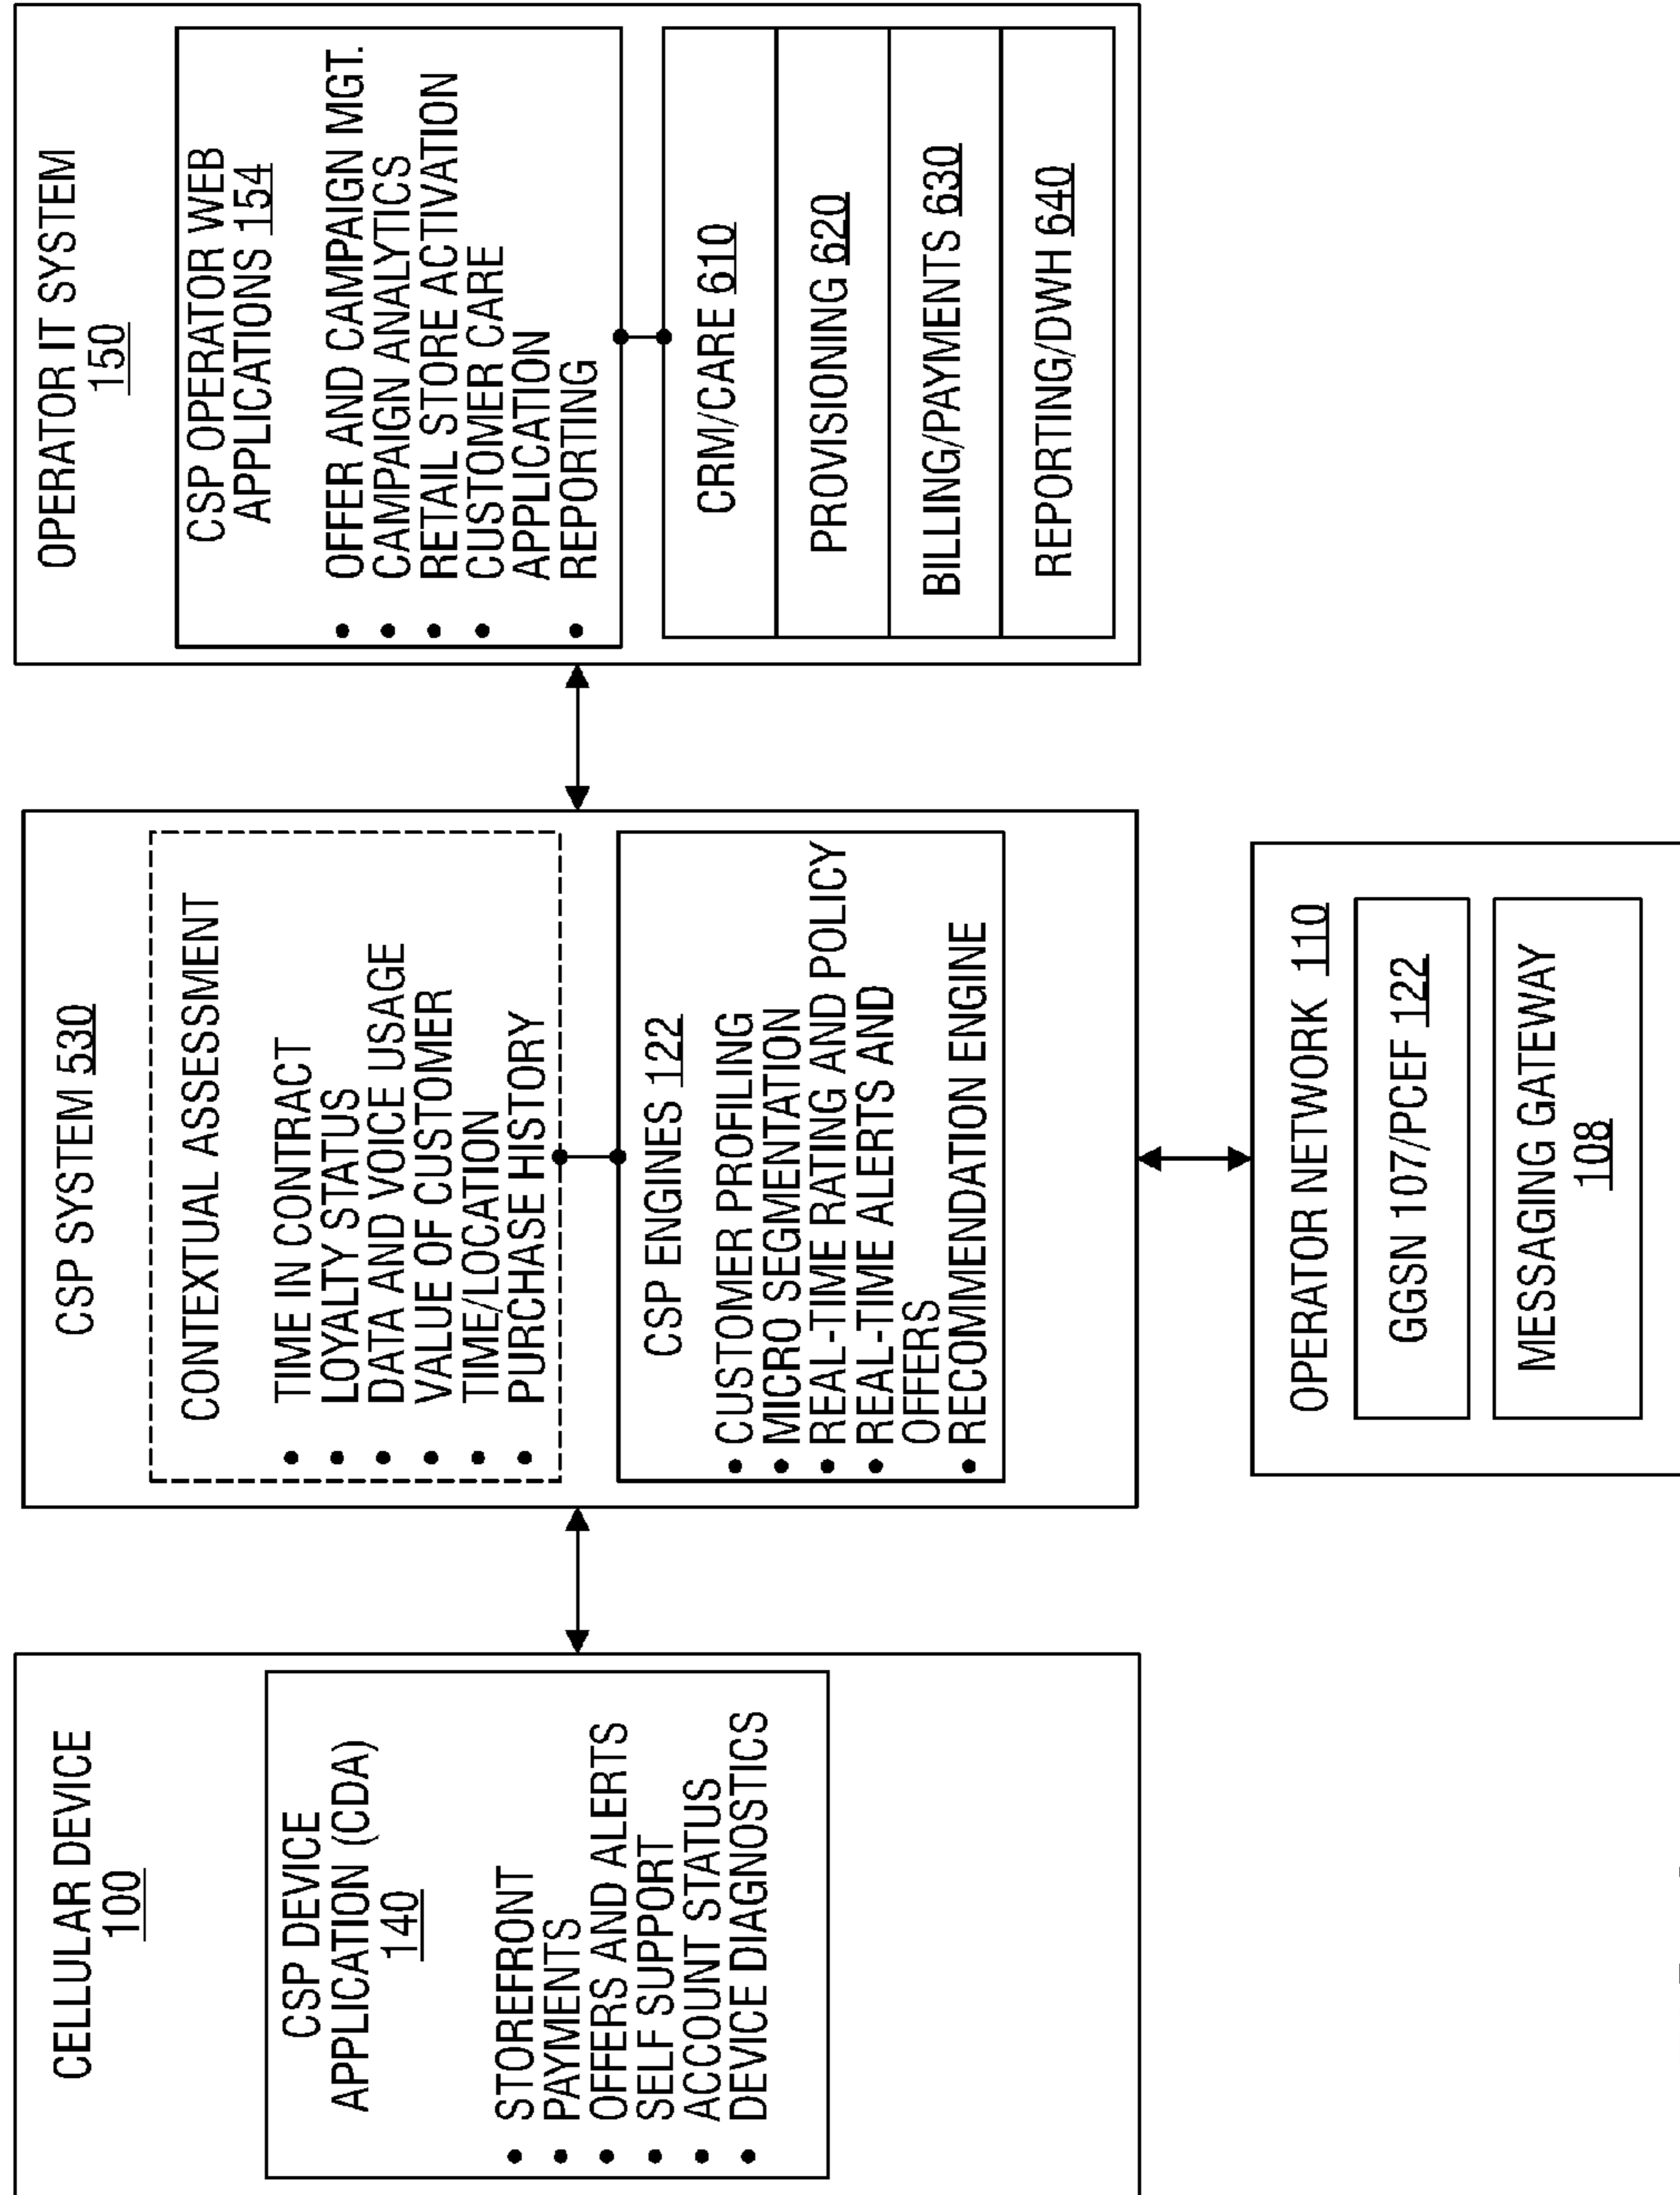 CELLULAR DEVICE
100
CSP DEVICE
APPLICATION (CDA)
140
• STOREFRONT
• PAYMENTS
• OFFERS AND ALERTS
• SELF SUPPORT
• ACCOUNT STATUS
• DEVICE DIAGNOSTICS
CSP SYSTEM 530
CONTEXTUAL ASSESSMENT
• TIME IN CONTRACT
• LOYALTY STATUS
• DATA AND VOICE USAGE
• VALUE OF CUSTOMER
• TIME/LOCATION
• PURCHASE HISTORY
CSP ENGINES 122
• CUSTOMER PROFILING
• MICRO SEGMENTATION
• REAL-TIME RATING AND POLICY
• REAL-TIME ALERTS AND
OFFERS
• RECOMMENDATION ENGINE
OPERATOR IT SYSTEM
150
CSP OPERATOR WEB
APPLICATIONS 154
• OFFER AND CAMPAIGN MGT.
• CAMPAIGN ANALYTICS
• RETAIL STORE ACTIVATION
• CUSTOMER CARE
APPLICATION
• REPORTING
CRM/CARE 610
PROVISIONING 620
BILLING/PAYMENTS 630
REPORTING/DWH 640
OPERATOR NETWORK 110
GGSN 107/PCEF 122
MESSAGING GATEWAY
108